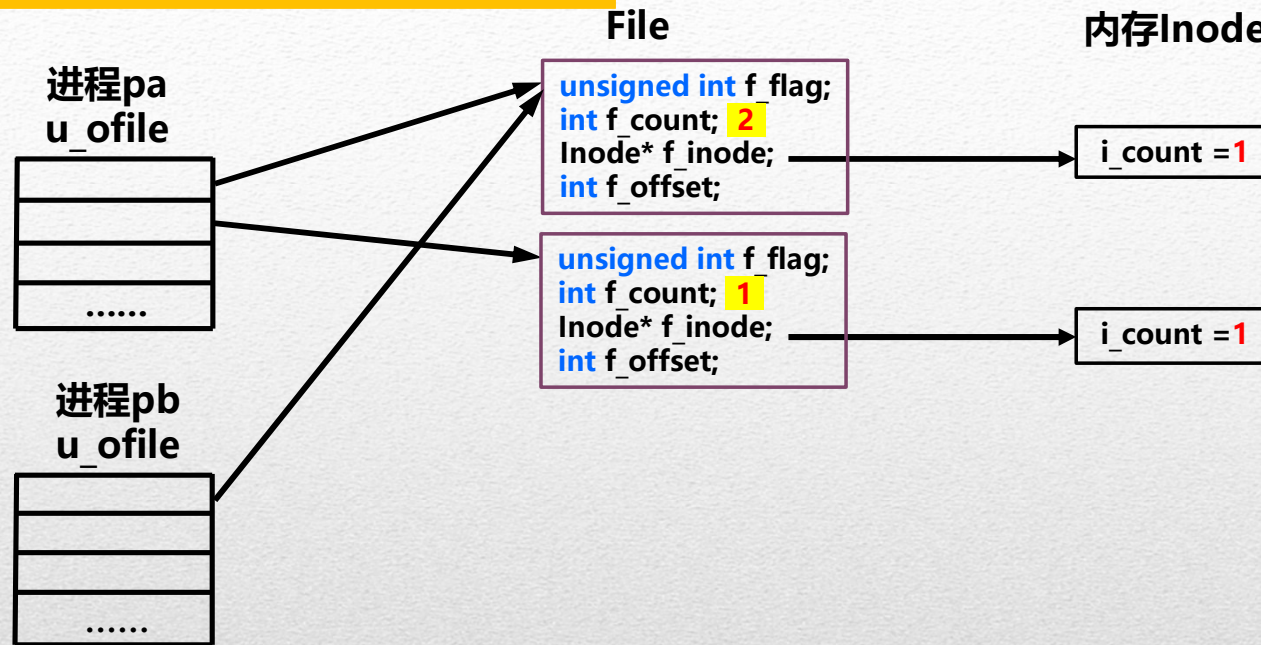 File
内存Inode
进程pa
u_ofile
......
unsigned int f_flag;
int f_count; 2
Inode* f_inode;
int f_offset;
i_count =1
unsigned int f_flag;
int f_count; 1
Inode* f_inode;
int f_offset;
i_count =1
进程pb
u_ofile
......